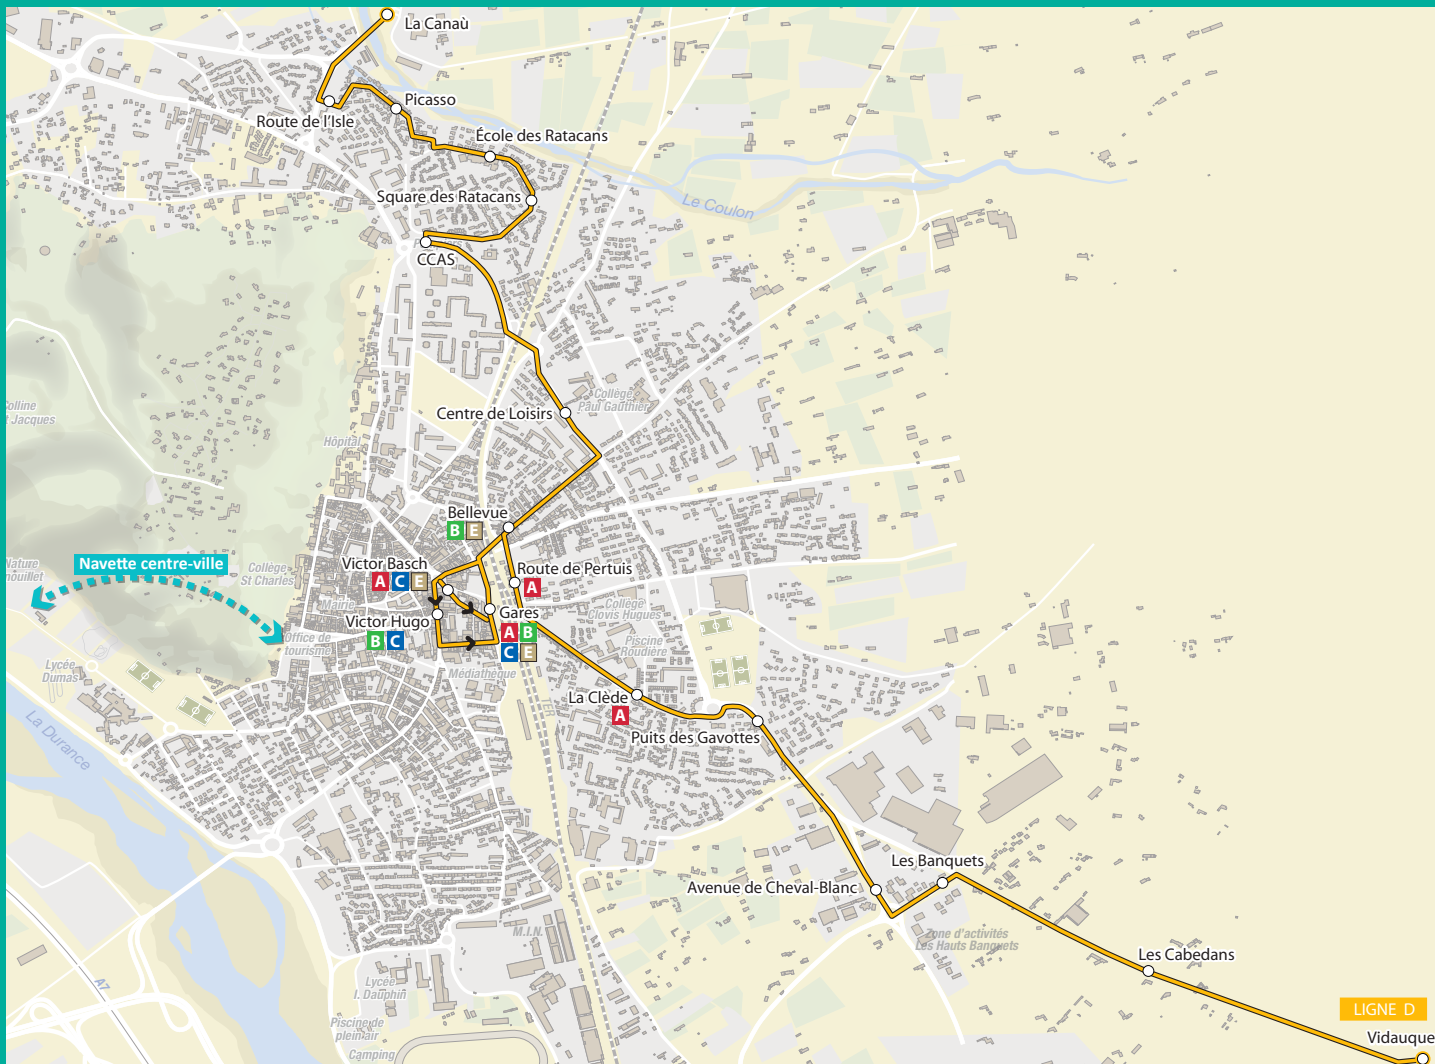 La Canaù
Picasso
Route de l'Isle
École des Ratacans
Square des Ratacans
Le Coulon
CCAS
Collège
Paul Gauthier
Centre de Loisirs
Colline
St Jacques
Hôpital
Bellevue
B E
Navette centre-ville
Collège
St Charles
Victor Basch
A C E
Route de Pertuis
A
Mairie
Victor Hugo
B C
Gares
A B
C E
Collège
Clovis Hugues
Piscine
Roudière
Office de
tourisme
Médiathèque
Lycée
Dumas
La Durance
TER
La Clède
A
Puits des Gavottes
Les Banquets
Avenue de Cheval-Blanc
Zone d'activités
Les Hauts Banquets
M.I.N.
Les Cabedans
A7
Lycée
I. Dauphin
LIGNE D
Piscine de
plein air
Vidauque
Camping